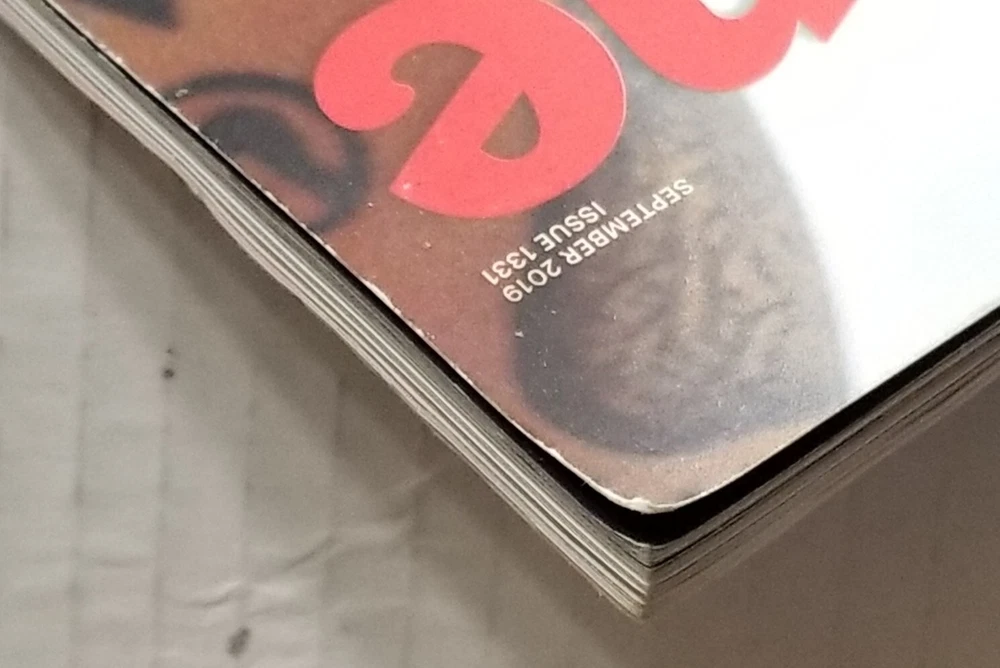 e
SEPTEMBER 2019
ISSUE 1331